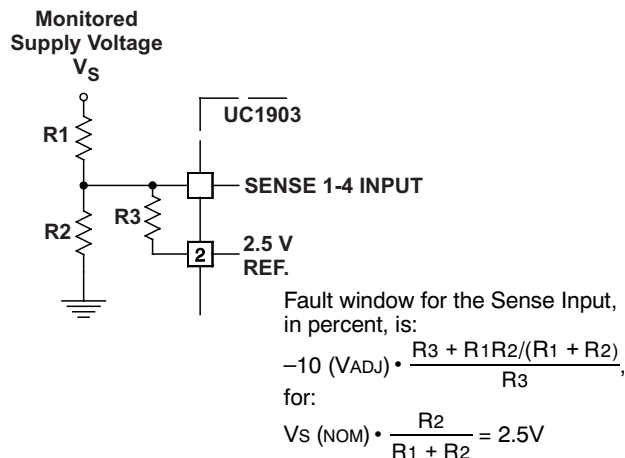 Monitored
Supply Voltage
VS
UC1903
R1
SENSE 1-4 INPUT
R2
R3
2
2.5 V
REF.
Fault window for the Sense Input,
in percent, is:
–10 (VADJ) • R3 + R1R2/(R1 + R2) / R3,
for:
VS (NOM) • R2 / R1 + R2 = 2.5V